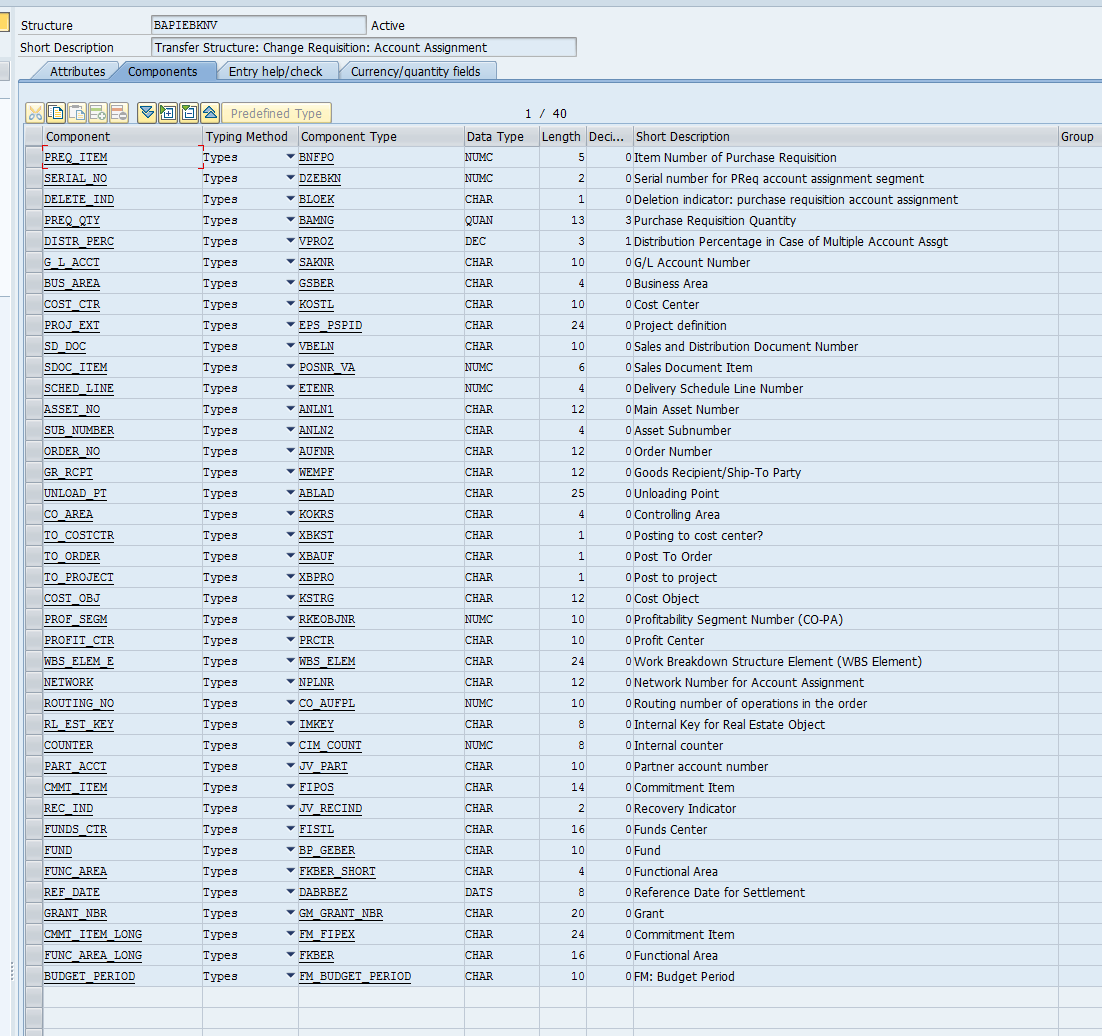 Structure BAPIEBKNV Active
Short Description Transfer Structure: Change Requisition: Account Assignment
Attributes Components Entry help/check Currency/quantity fields
Predefined Type 1 / 40
Component Typing Method Component Type Data Type Length Deci... Short Description Group
PREQ_ITEM Types BNFPO NUMC 5 0 Item Number of Purchase Requisition
SERIAL_NO Types DZEBKN NUMC 2 0 Serial number for PReq account assignment segment
DELETE_IND Types BLOEK CHAR 1 0 Deletion indicator: purchase requisition account assignment
PREQ_QTY Types BAMNG QUAN 13 3 Purchase Requisition Quantity
DISTR_PERC Types VPROZ DEC 3 1 Distribution Percentage in Case of Multiple Account Assgt
G_L_ACCT Types SAKNR CHAR 10 0 G/L Account Number
BUS_AREA Types GSBER CHAR 4 0 Business Area
COST_CTR Types KOSTL CHAR 10 0 Cost Center
PROJ_EXT Types EPS_PSPID CHAR 24 0 Project definition
SD_DOC Types VBELN CHAR 10 0 Sales and Distribution Document Number
SDOC_ITEM Types POSNR_VA NUMC 6 0 Sales Document Item
SCHED_LINE Types ETENR NUMC 4 0 Delivery Schedule Line Number
ASSET_NO Types ANLN1 CHAR 12 0 Main Asset Number
SUB_NUMBER Types ANLN2 CHAR 4 0 Asset Subnumber
ORDER_NO Types AUFNR CHAR 12 0 Order Number
GR_RCPT Types WEMPF CHAR 12 0 Goods Recipient/Ship-To Party
UNLOAD_PT Types ABLAD CHAR 25 0 Unloading Point
CO_AREA Types KOKRS CHAR 4 0 Controlling Area
TO_COSTCTR Types XBKST CHAR 1 0 Posting to cost center?
TO_ORDER Types XBAUF CHAR 1 0 Post To Order
TO_PROJECT Types XBPRO CHAR 1 0 Post to project
COST_OBJ Types KSTRG CHAR 12 0 Cost Object
PROF_SEGM Types RKEOBJNR NUMC 10 0 Profitability Segment Number (CO-PA)
PROFIT_CTR Types PRCTR CHAR 10 0 Profit Center
WBS_ELEM_E Types WBS_ELEM CHAR 24 0 Work Breakdown Structure Element (WBS Element)
NETWORK Types NPLNR CHAR 12 0 Network Number for Account Assignment
ROUTING_NO Types CO_AUFPL NUMC 10 0 Routing number of operations in the order
RL_EST_KEY Types IMKEY CHAR 8 0 Internal Key for Real Estate Object
COUNTER Types CIM_COUNT NUMC 8 0 Internal counter
PART_ACCT Types JV_PART CHAR 10 0 Partner account number
CMMT_ITEM Types FIPOS CHAR 14 0 Commitment Item
REC_IND Types JV_RECIND CHAR 2 0 Recovery Indicator
FUNDS_CTR Types FISTL CHAR 16 0 Funds Center
FUND Types BP_GEBER CHAR 10 0 Fund
FUNC_AREA Types FKBER_SHORT CHAR 4 0 Functional Area
REF_DATE Types DABRBEZ DATS 8 0 Reference Date for Settlement
GRANT_NBR Types GM_GRANT_NBR CHAR 20 0 Grant
CMMT_ITEM_LONG Types FM_FIPEX CHAR 24 0 Commitment Item
FUNC_AREA_LONG Types FKBER CHAR 16 0 Functional Area
BUDGET_PERIOD Types FM_BUDGET_PERIOD CHAR 10 0 FM: Budget Period